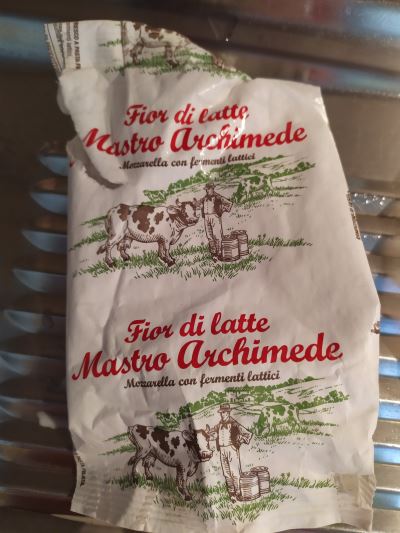 Fior di latte
Mastro Archimede
Mozzarella con fermenti lattici
Fior di latte
Mastro Archimede
Mozzarella con fermenti lattici